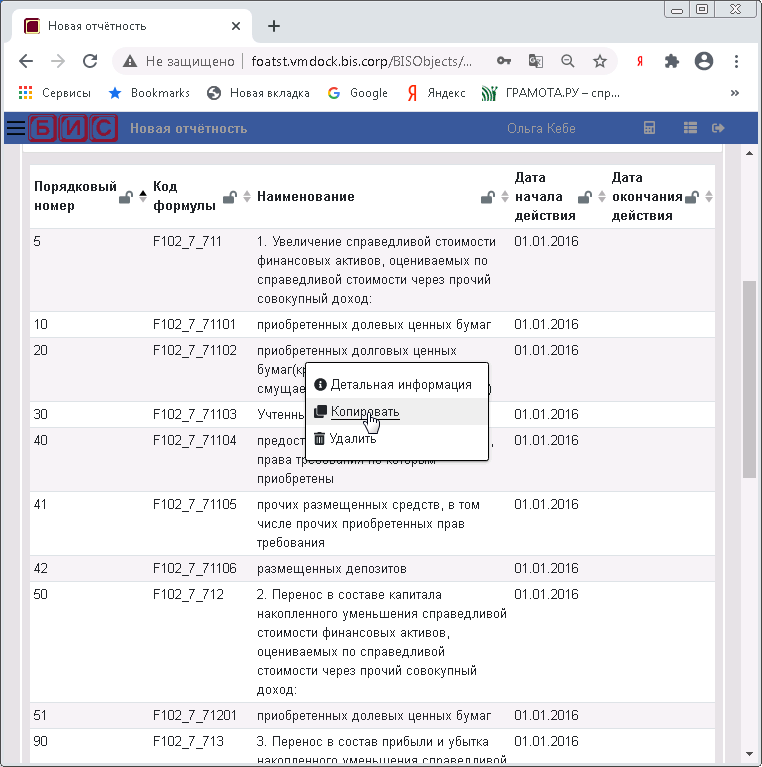 Новая отчётность
Не защищено
foatst.vmdock.bis.corp/BISObjects/...
Я
Сервисы
Bookmarks
Новая вкладка
Google
Я Яндекс
ГРАМОТА.РУ – спр...
»
БИС
Новая отчётность
Ольга Кебе
Порядковый номер
Код формулы
Наименование
Дата начала действия
Дата окончания действия
5 F102_7_711 1. Увеличение справедливой стоимости 01.01.2016
финансовых активов, оцениваемых по
справедливой стоимости через прочий
совокупный доход:
10 F102_7_71101 приобретенных долевых ценных бумаг 01.01.2016
20 F102_7_71102 приобретенных долговых ценных 01.01.2016
бумаг(кр
смущае )
30 F102_7_71103 Учтенны 01.01.2016
40 F102_7_71104 предост , 01.01.2016
права требования по которым
приобретены
Детальная информация
Копировать
Удалить
41 F102_7_71105 прочих размещенных средств, в том 01.01.2016
числе прочих приобретенных прав
требования
42 F102_7_71106 размещенных депозитов 01.01.2016
50 F102_7_712 2. Перенос в составе капитала 01.01.2016
накопленного уменьшения справедливой
стоимости финансовых активов,
оцениваемых по справедливой
стоимости через прочий совокупный
доход:
51 F102_7_71201 приобретенных долевых ценных бумаг 01.01.2016
90 F102_7_713 3. Перенос в состав прибыли и убытка 01.01.2016
накопленного уменьшения справедливой